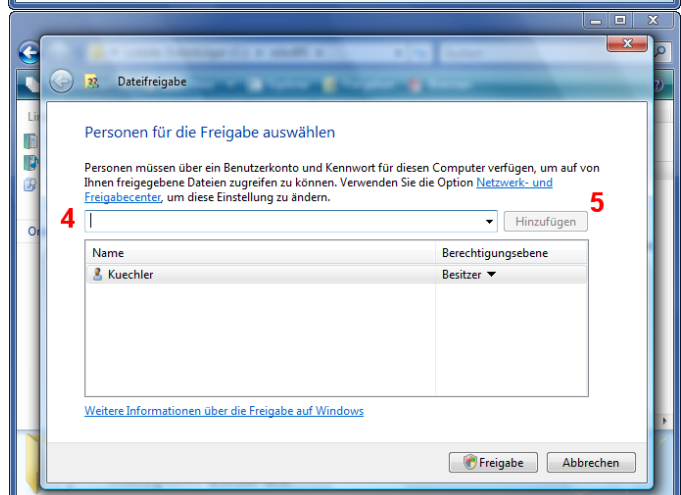 Dateifreigabe
Personen für die Freigabe auswählen
Personen müssen über ein Benutzerkonto und Kennwort für diesen Computer verfügen, um auf von
Ihnen freigegebene Dateien zugreifen zu können. Verwenden Sie die Option Netzwerk- und
Freigabecenter, um diese Einstellung zu ändern.
4
Hinzufügen 5
Name Berechtigungsebene
Kuechler Besitzer
Weitere Informationen über die Freigabe auf Windows
Freigabe Abbrechen